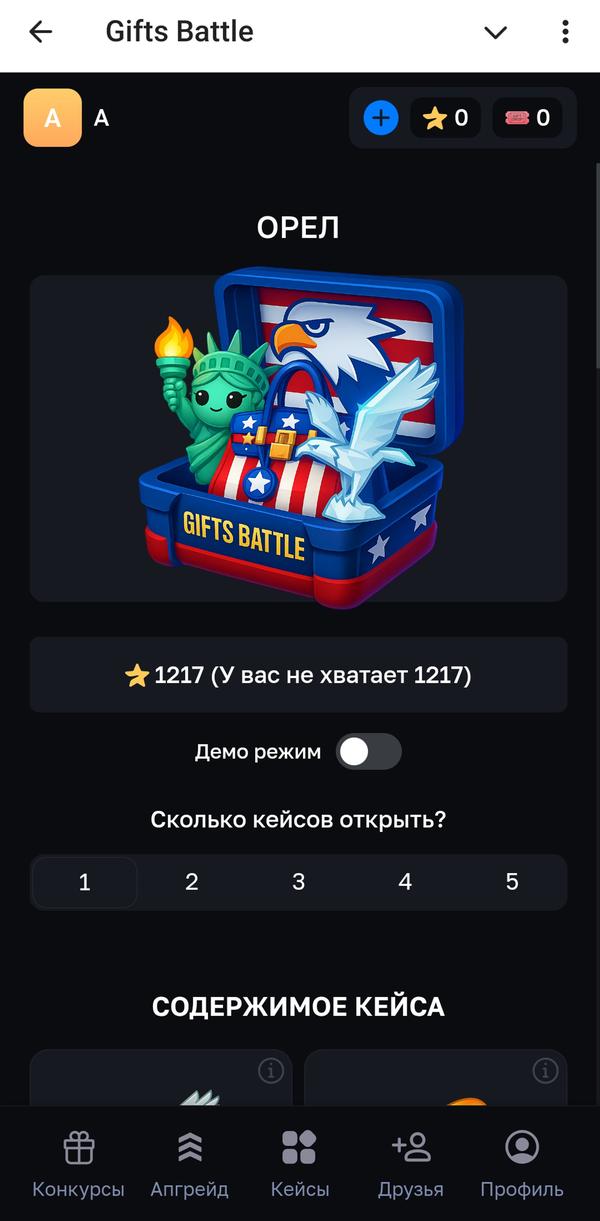 Gifts Battle
A
A
0
0
ОРЕЛ
GIFTS BATTLE
1217 (У вас не хватает 1217)
Демо режим
Сколько кейсов открыть?
1
2
3
4
5
СОДЕРЖИМОЕ КЕЙСА
Конкурсы
Апгрейд
Кейсы
Друзья
Профиль